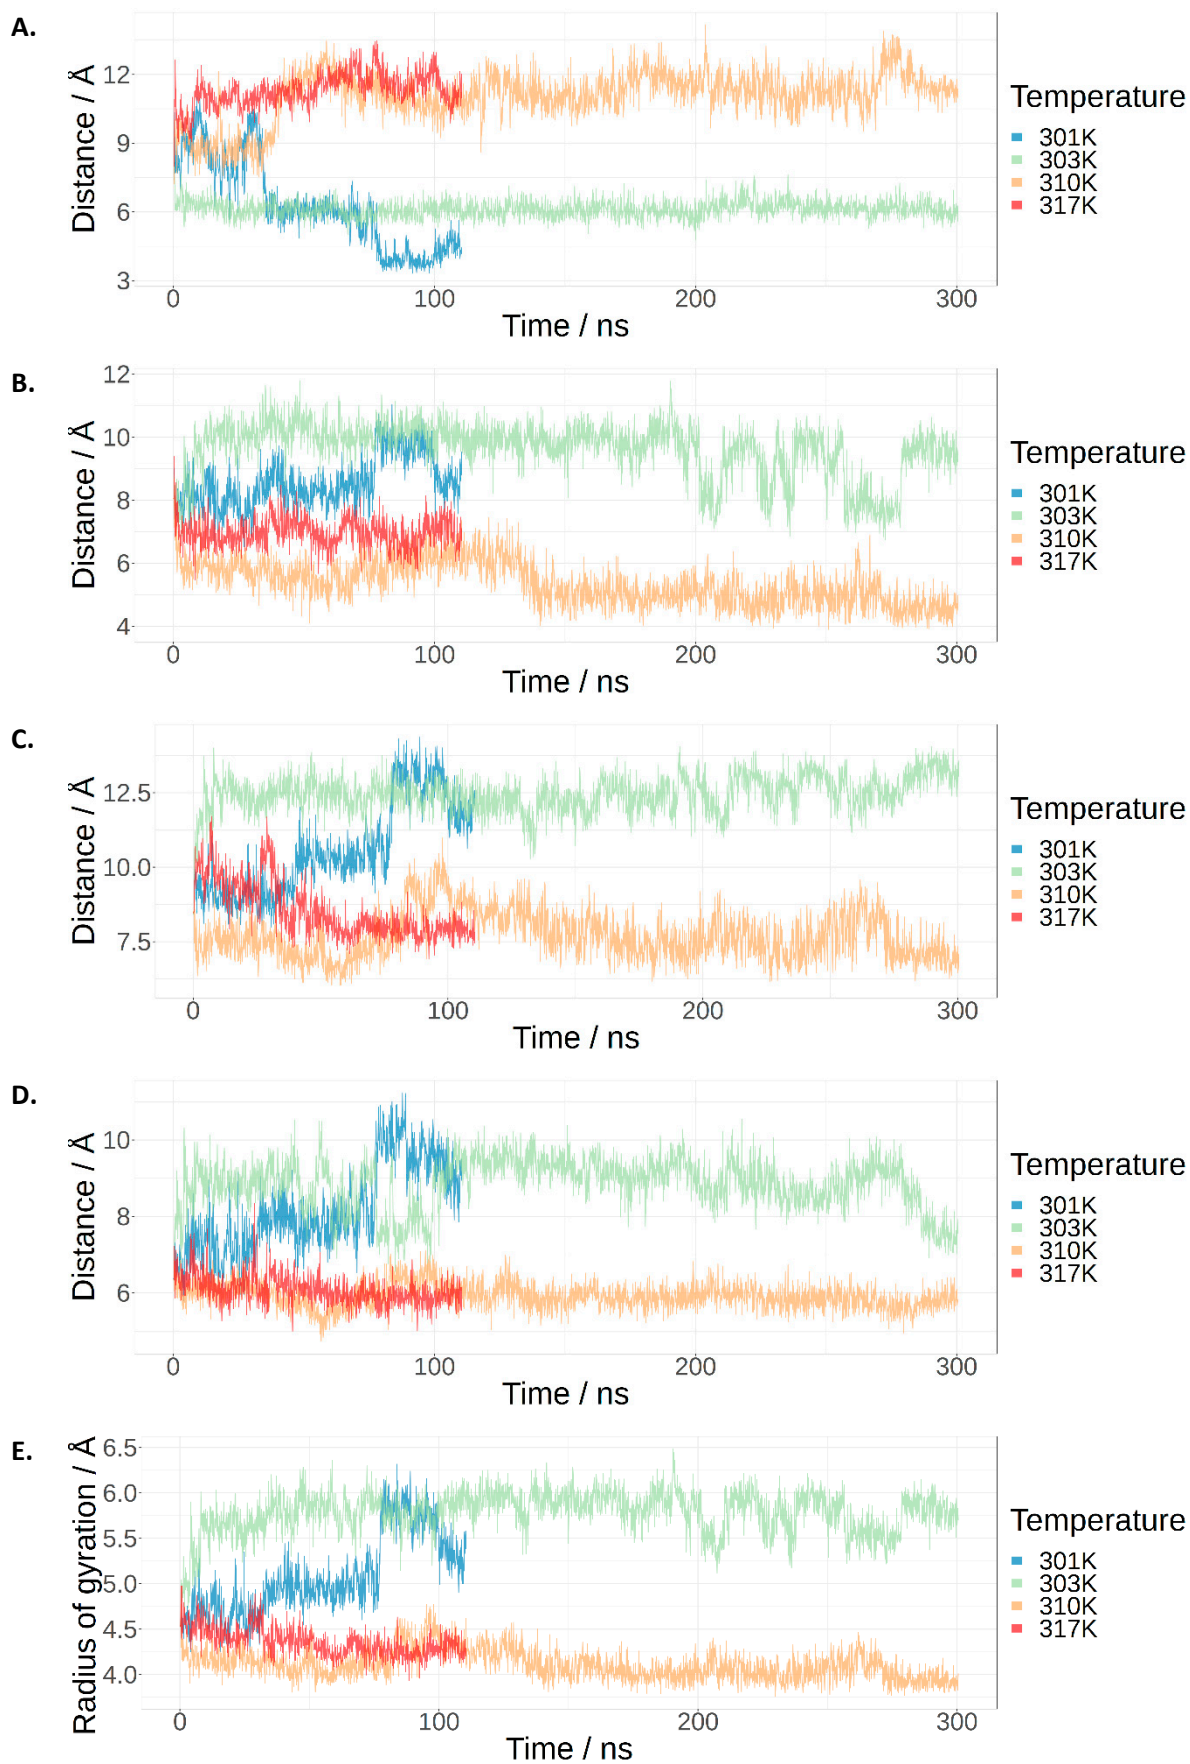 A.
Distance / Å
12
9
6
3
0
100
200
300
Time / ns
Temperature
301K
303K
310K
317K
B.
Distance / Å
12
10
8
6
4
0
100
200
300
Time / ns
Temperature
301K
303K
310K
317K
C.
Distance / Å
12.5
10.0
7.5
0
100
200
300
Time / ns
Temperature
301K
303K
310K
317K
D.
Distance / Å
10
8
6
0
100
200
300
Time / ns
Temperature
301K
303K
310K
317K
E.
Radius of gyration / Å
6.5
6.0
5.5
5.0
4.5
4.0
0
100
200
300
Time / ns
Temperature
301K
303K
310K
317K